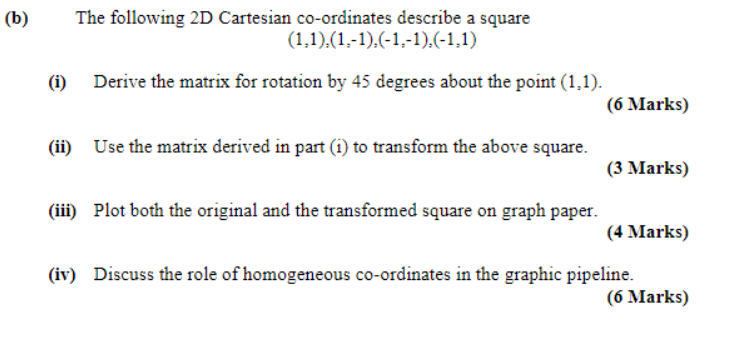 (b) The following 2D Cartesian co-ordinates describe a square
(1,1),(1,-1),(-1,-1),(-1,1)
(i) Derive the matrix for rotation by 45 degrees about the point (1,1).
(6 Marks)
(ii) Use the matrix derived in part (i) to transform the above square.
(3 Marks)
(iii) Plot both the original and the transformed square on graph paper.
(4 Marks)
(iv) Discuss the role of homogeneous co-ordinates in the graphic pipeline.
(6 Marks)